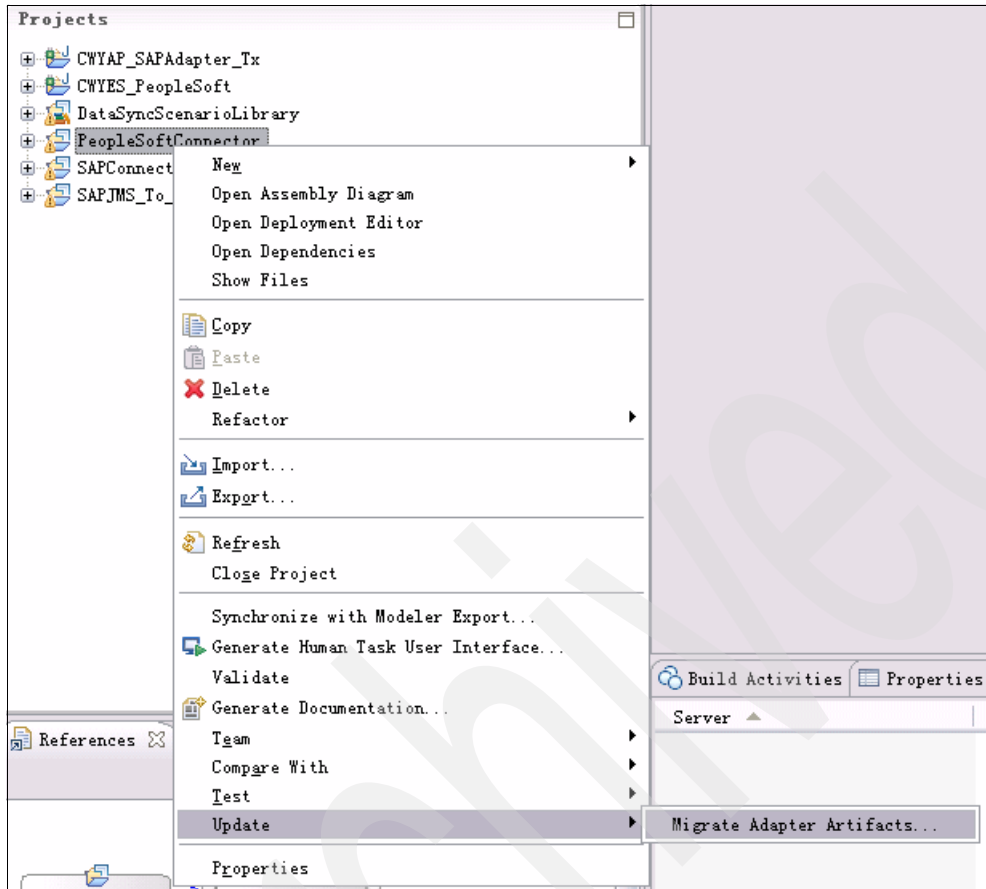 Projects
CWYAP_SAPAdapter_Tx
CWYES_PeopleSoft
DataSyncScenarioLibrary
PeopleSoftConnector
SAPConnect
SAPJMS_To_
New
Open Assembly Diagram
Open Deployment Editor
Open Dependencies
Show Files
Copy
Paste
Delete
Refactor
Import...
Export...
Refresh
Close Project
Synchronize with Modeler Export...
Generate Human Task User Interface...
Validate
Generate Documentation...
Team
Compare With
Test
Update
Migrate Adapter Artifacts...
Properties
Build Activities
Properties
Server
References